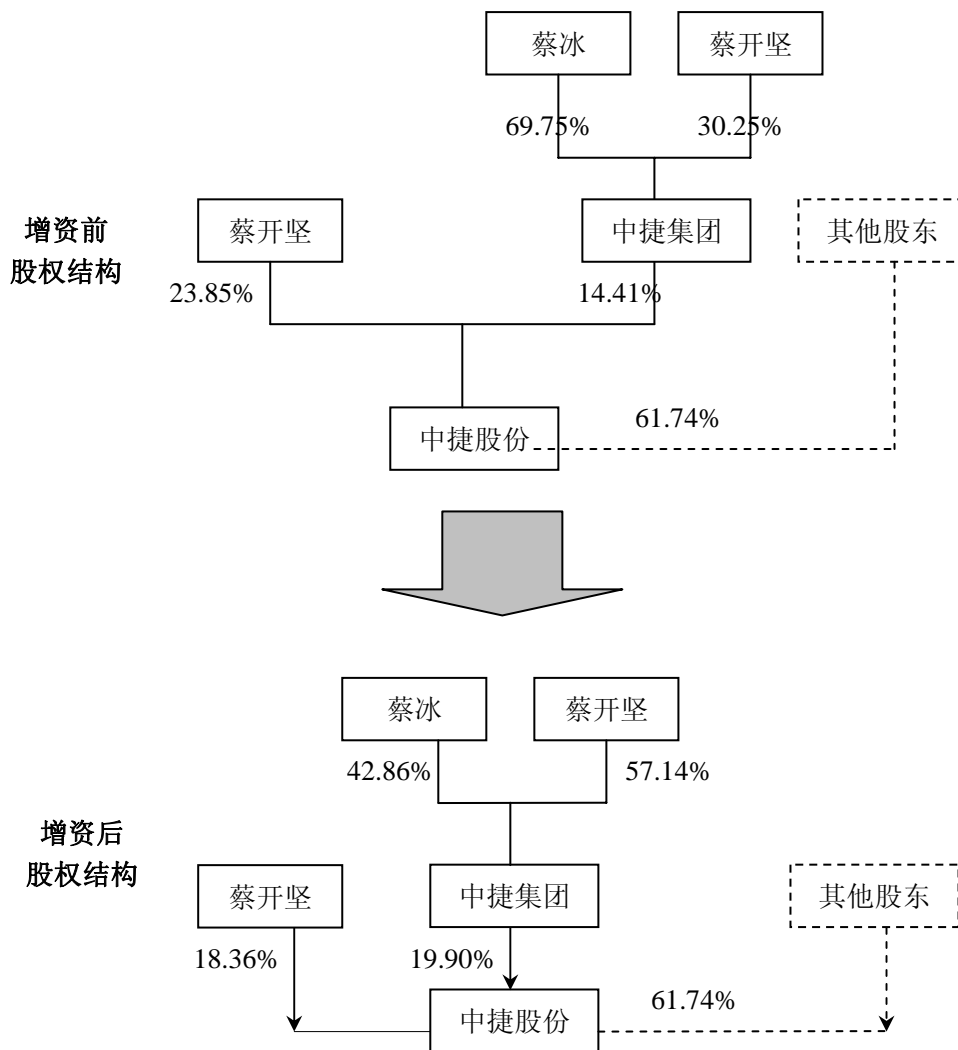 蔡冰
蔡开坚
69.75%
30.25%
增资前
股权结构
蔡开坚
中捷集团
其他股东
23.85%
14.41%
中捷股份
61.74%
蔡冰
蔡开坚
42.86%
57.14%
增资后
股权结构
蔡开坚
中捷集团
其他股东
18.36%
19.90%
中捷股份
61.74%